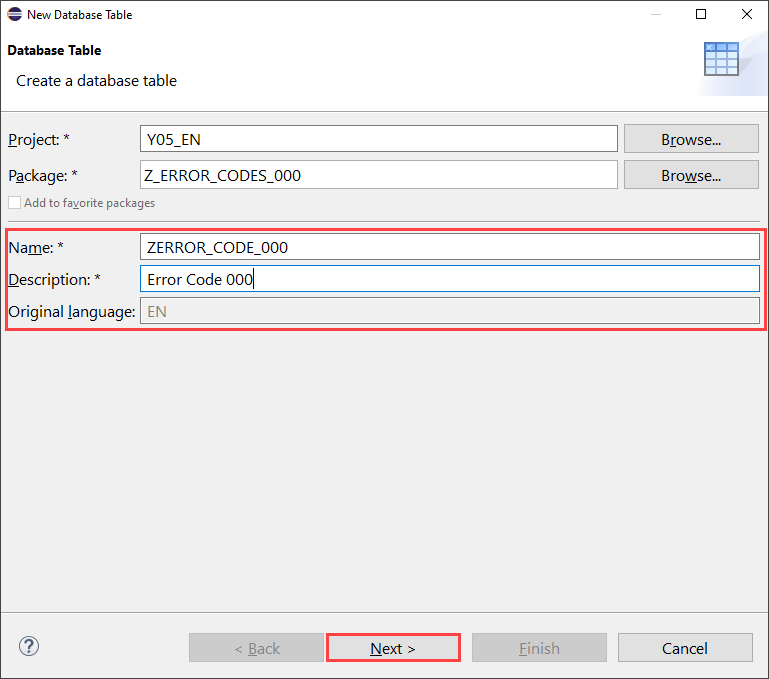 New Database Table
Database Table
Create a database table
Project: * Y05_EN Browse...
Package: * Z_ERROR_CODES_000 Browse...
Add to favorite packages
Name: * ZERROR_CODE_000
Description: * Error Code 000
Original language: EN
? < Back Next > Finish Cancel